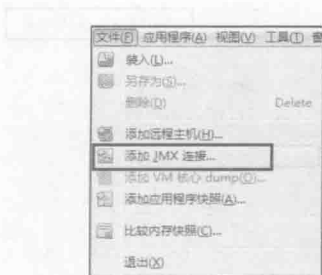 文件(F) 应用程序(A) 视图(V) 工具(T)
装入(L)...
另存为(S)...
删除(D) Delete
添加远程主机(H)...
添加 JMX 连接...
添加 VM 核心 dump(O)...
添加应用程序快照(A)...
比较内存快照(C)...
退出(X)